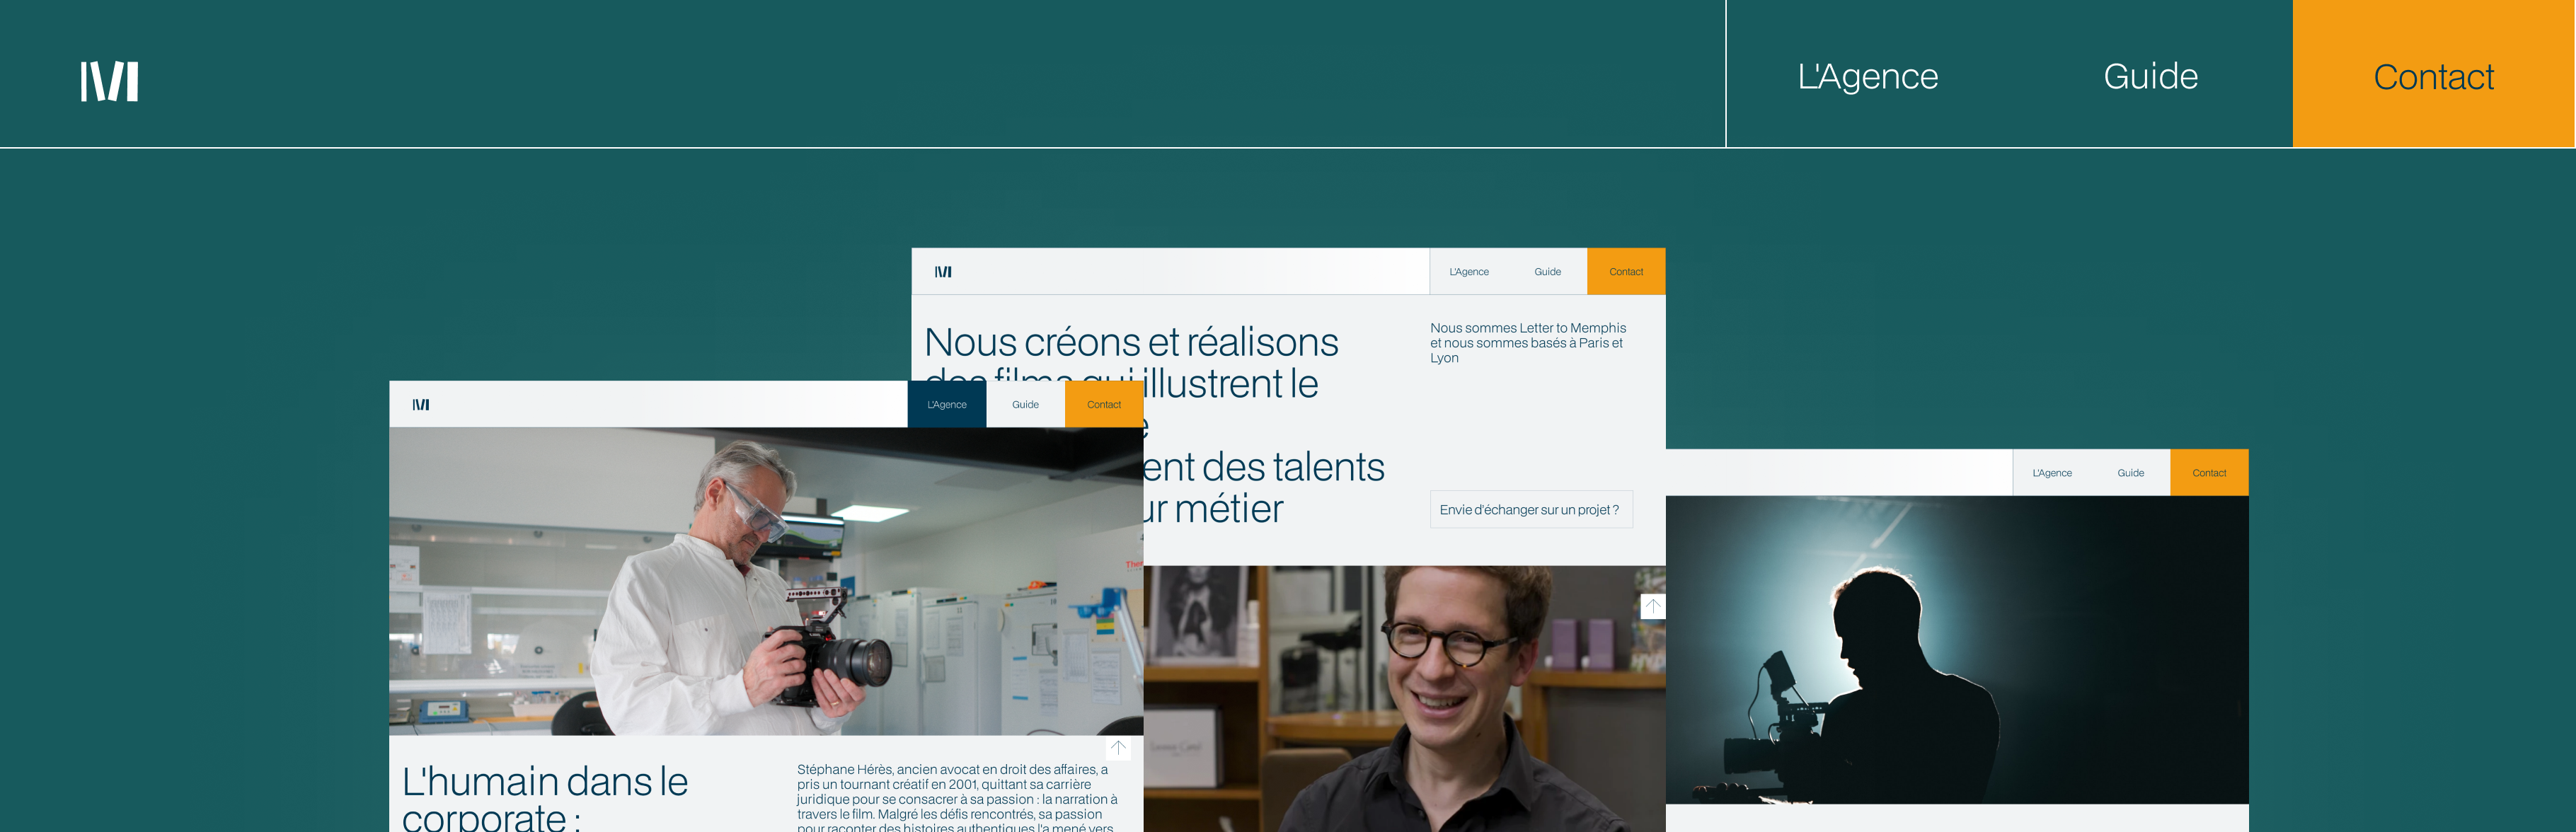 L'Agence
Guide
Contact
L'Agence
Guide
Contact
Nous créons et réalisons
des films qui illustrent le
ent des talents
ur métier
Nous sommes Letter to Memphis
et nous sommes basés à Paris et
Lyon
Envie d'échanger sur un projet ?
L'Agence
Guide
Contact
L'humain dans le
corporate :
Stéphane Hérès, ancien avocat en droit des affaires, a
pris un tournant créatif en 2001, quittant sa carrière
juridique pour se consacrer à sa passion : la narration à
travers le film. Malgré les défis rencontrés, sa passion
pour raconter des histoires authentiques l'a mené vers
L'Agence
Guide
Contact